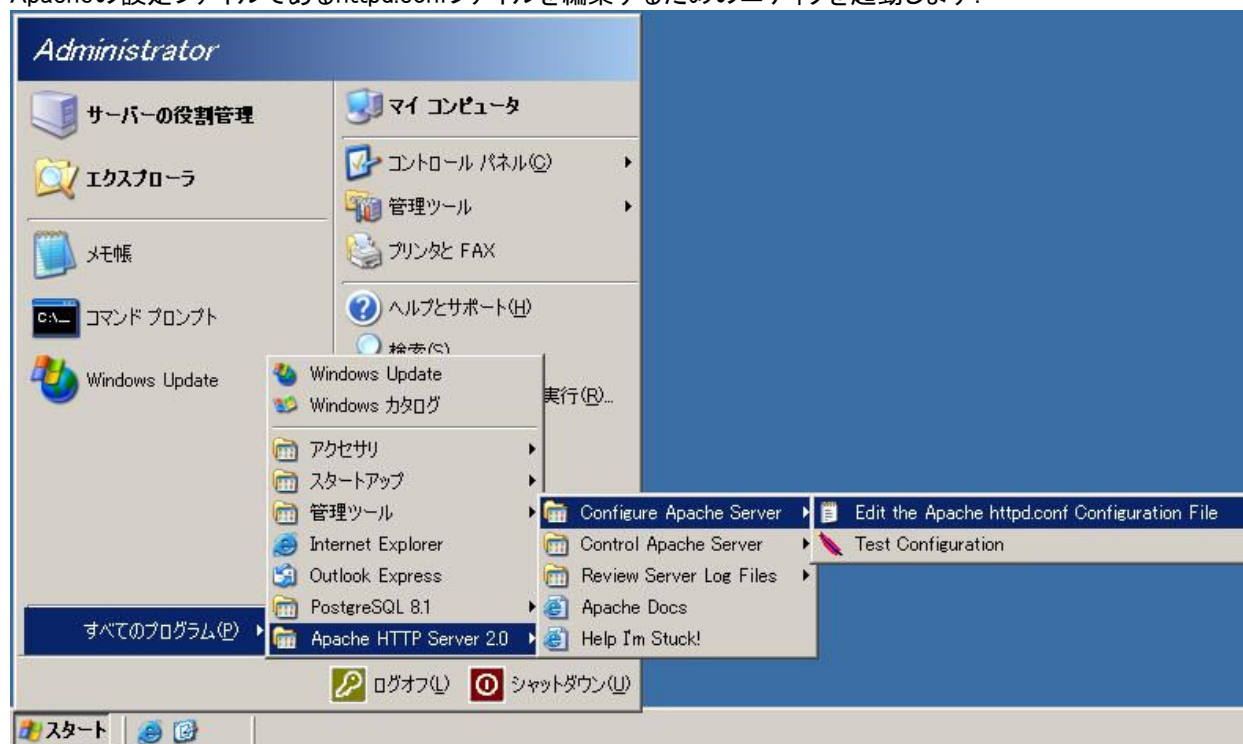 Apacheの設定ファイルであるhttpd.confファイルを編集するためのエディタを起動します.
Administrator
サーバーの役割管理
エクスプローラ
メモ帳
コマンド プロンプト
Windows Update
マイ コンピュータ
コントロール パネル(C)
管理ツール
プリンタと FAX
ヘルプとサポート(H)
検索(S)
実行(R)...
Windows Update
Windows カタログ
アクセサリ
スタートアップ
管理ツール
Internet Explorer
Outlook Express
PostgreSQL 8.1
Apache HTTP Server 2.0
Configure Apache Server
Control Apache Server
Review Server Log Files
Apache Docs
Help I'm Stuck!
Edit the Apache httpd.conf Configuration File
Test Configuration
すべてのプログラム(P)
ログオフ(L)
シャットダウン(U)
スタート